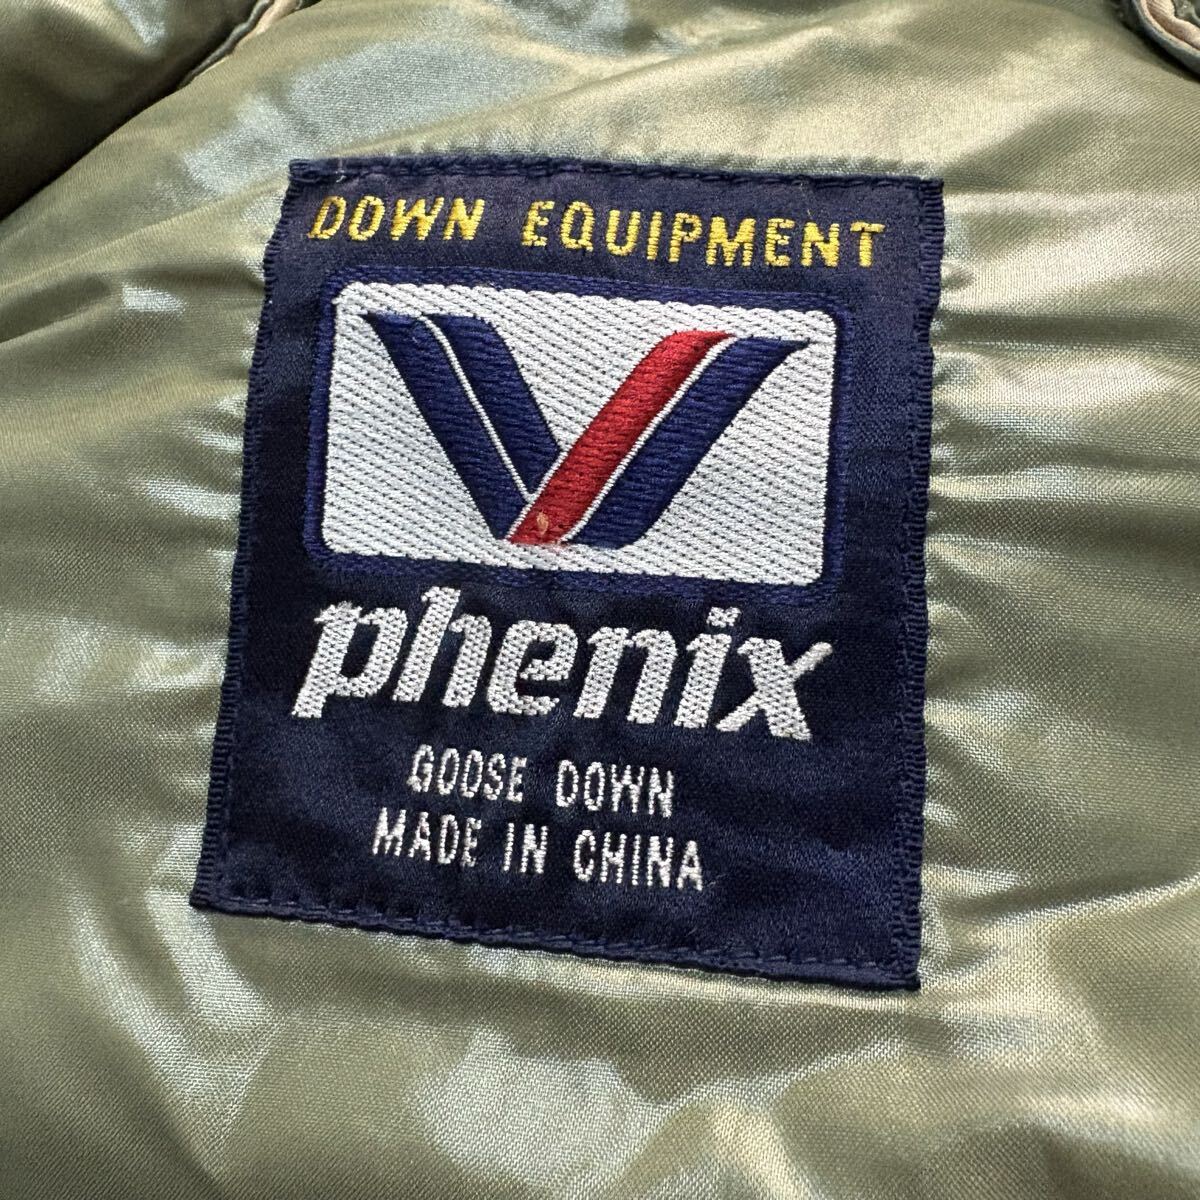 DOWN EQUIPMENT
phenix
GOOSE DOWN
MADE IN CHINA